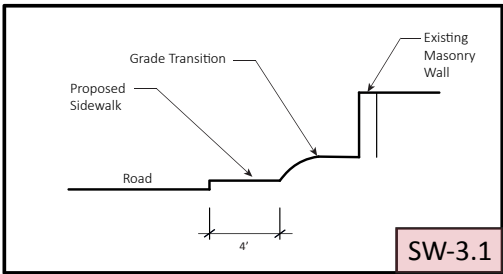 Existing
Masonry
Wall
Grade Transition
Proposed
Sidewalk
Road
4'
SW-3.1